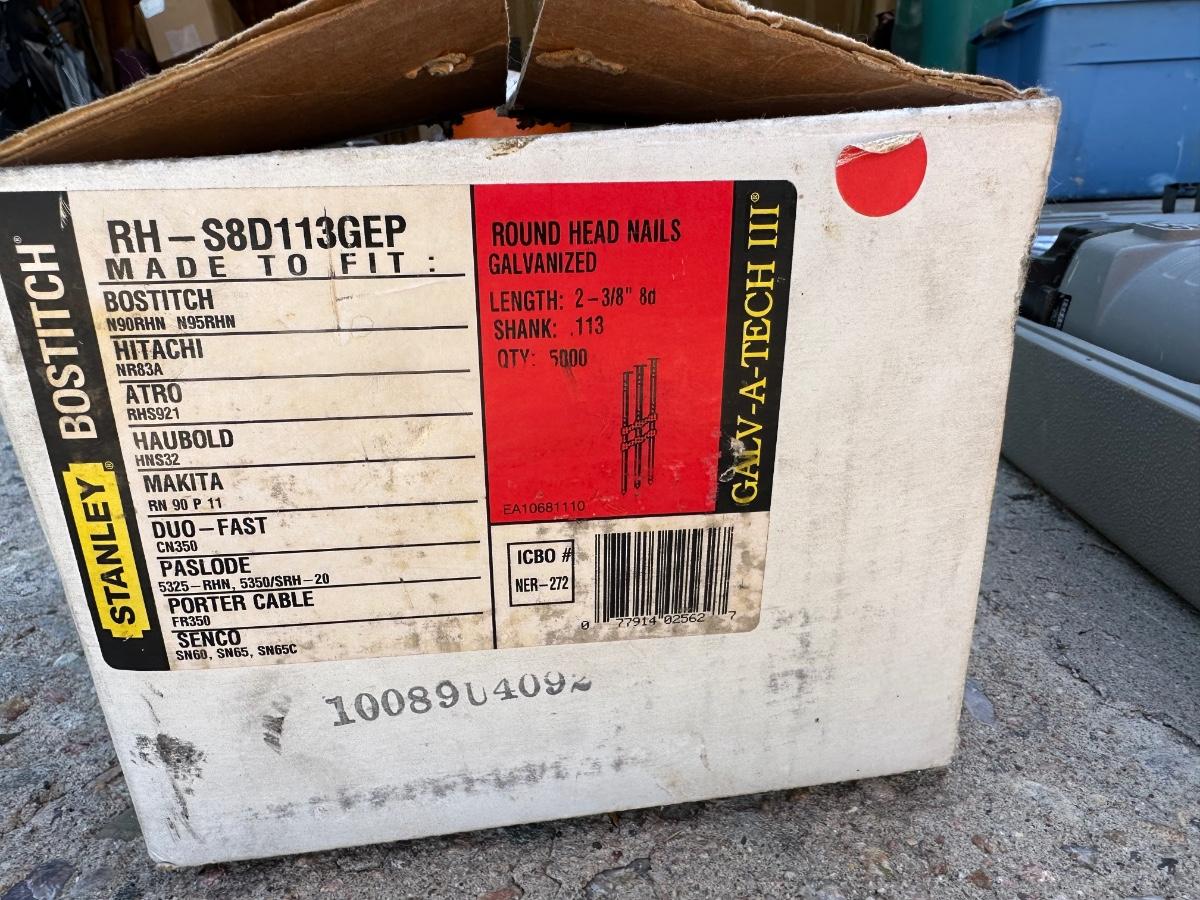 STANLEY® BOSTITCH®
RH-S8D113GEP
MADE TO FIT:
BOSTITCH
N90RHN N95RHN
HITACHI
NR83A
ATRO
RHS921
HAUBOLD
HNS32
MAKITA
RN 90 P 11
DUO-FAST
CN350
PASLODE
5325-RHN, 5350/SRH-20
PORTER CABLE
FR350
SENCO
SN60, SN65, SN65C
ROUND HEAD NAILS
GALVANIZED
LENGTH: 2-3/8" 8d
SHANK: .113
QTY: 5000
EA10681110
GALV-A-TECH III®
ICBO #
NER-272
0 77914 02562 7
1008904092